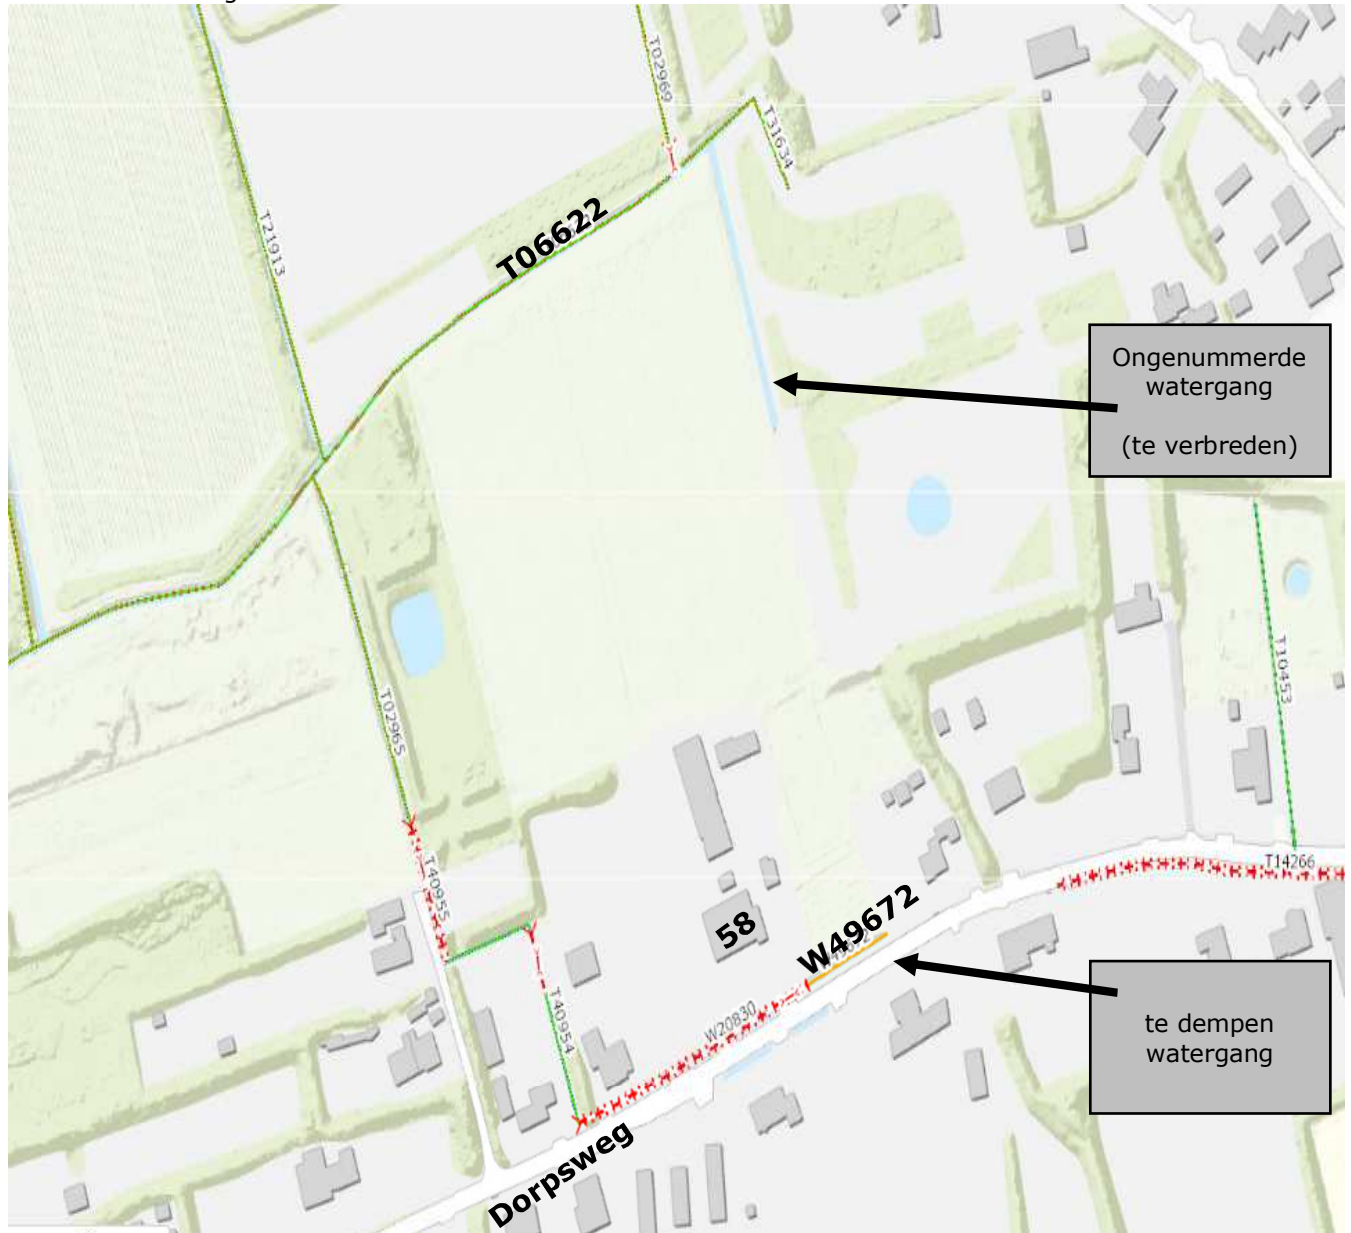 T02969
T31634
T06622
T21913
Ongenummerde
watergang
(te verbreden)
T02965
T10453
T40955
T14266
58
W49672
T40954
W20830
te dempen
watergang
Dorpsweg